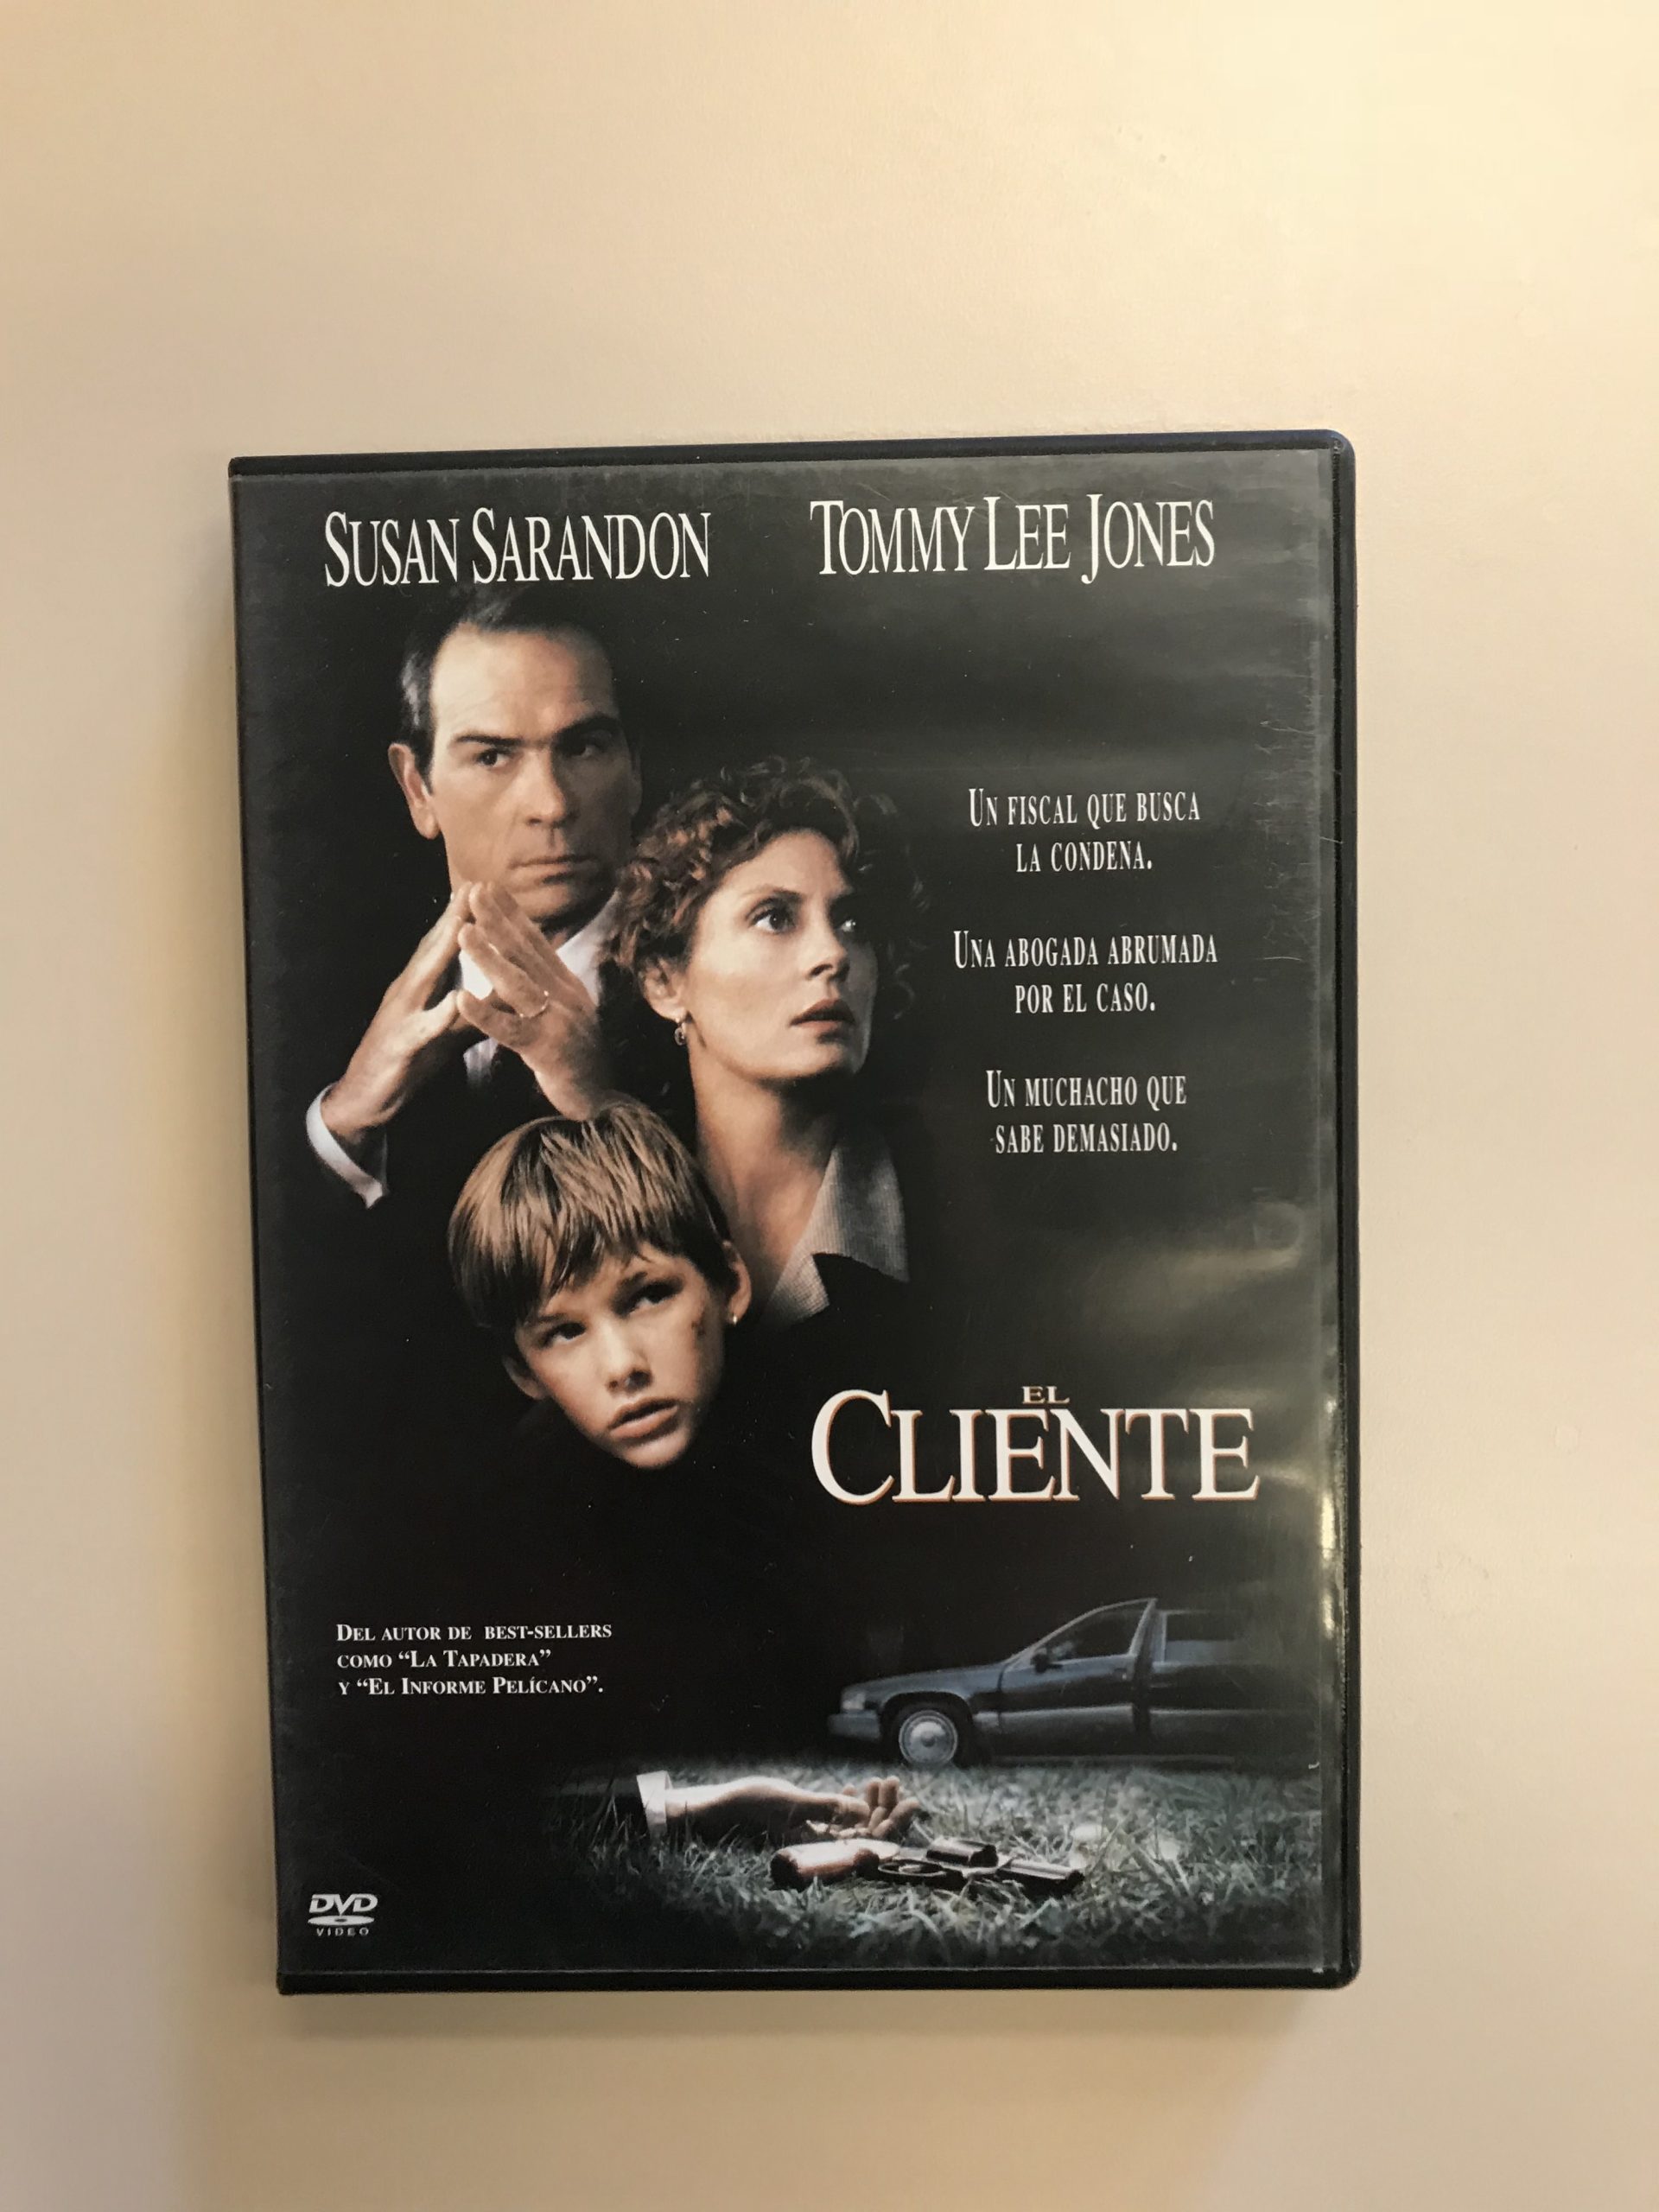 SUSAN SARANDON TOMMY LEE JONES
UN FISCAL QUE BUSCA
LA CONDENA.
UNA ABOGADA ABRUMADA
POR EL CASO.
UN MUCHACHO QUE
SABE DEMASIADO.
EL
CLIENTE
DEL AUTOR DE BEST-SELLERS
COMO “LA TAPADERA”
Y “EL INFORME PELÍCANO”.
DVD
VIDEO